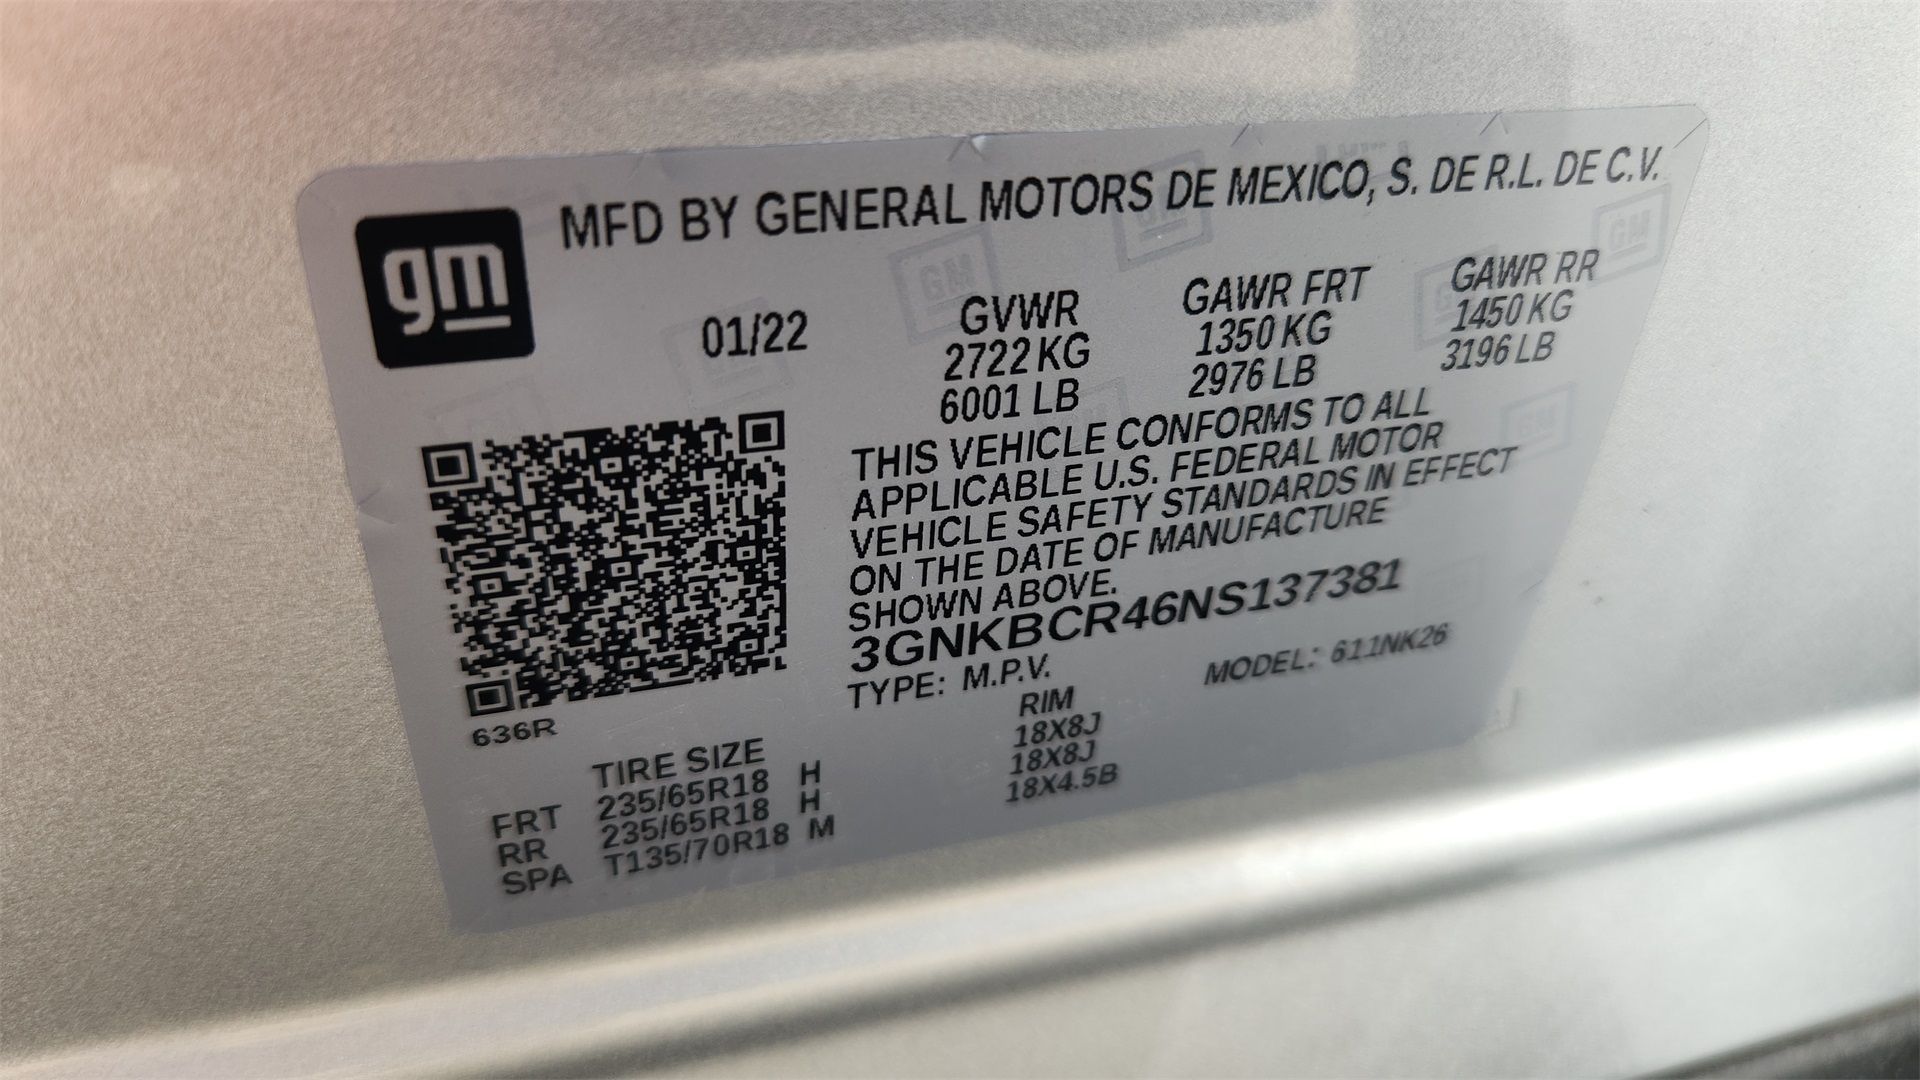 gm
MFD BY GENERAL MOTORS DE MEXICO, S. DE R.L. DE C.V.
01/22
GVWR
2722 KG
6001 LB
GAWR FRT
1350 KG
2976 LB
GAWR RR
1450 KG
3196 LB
THIS VEHICLE CONFORMS TO ALL
APPLICABLE U.S. FEDERAL MOTOR
VEHICLE SAFETY STANDARDS IN EFFECT
ON THE DATE OF MANUFACTURE
SHOWN ABOVE.
3GNKBCR46NS137381
TYPE: M.P.V. MODEL: 611NK26
636R
TIRE SIZE RIM
FRT 235/65R18 H 18X8J
RR 235/65R18 H 18X8J
SPA T135/70R18 M 18X4.5B